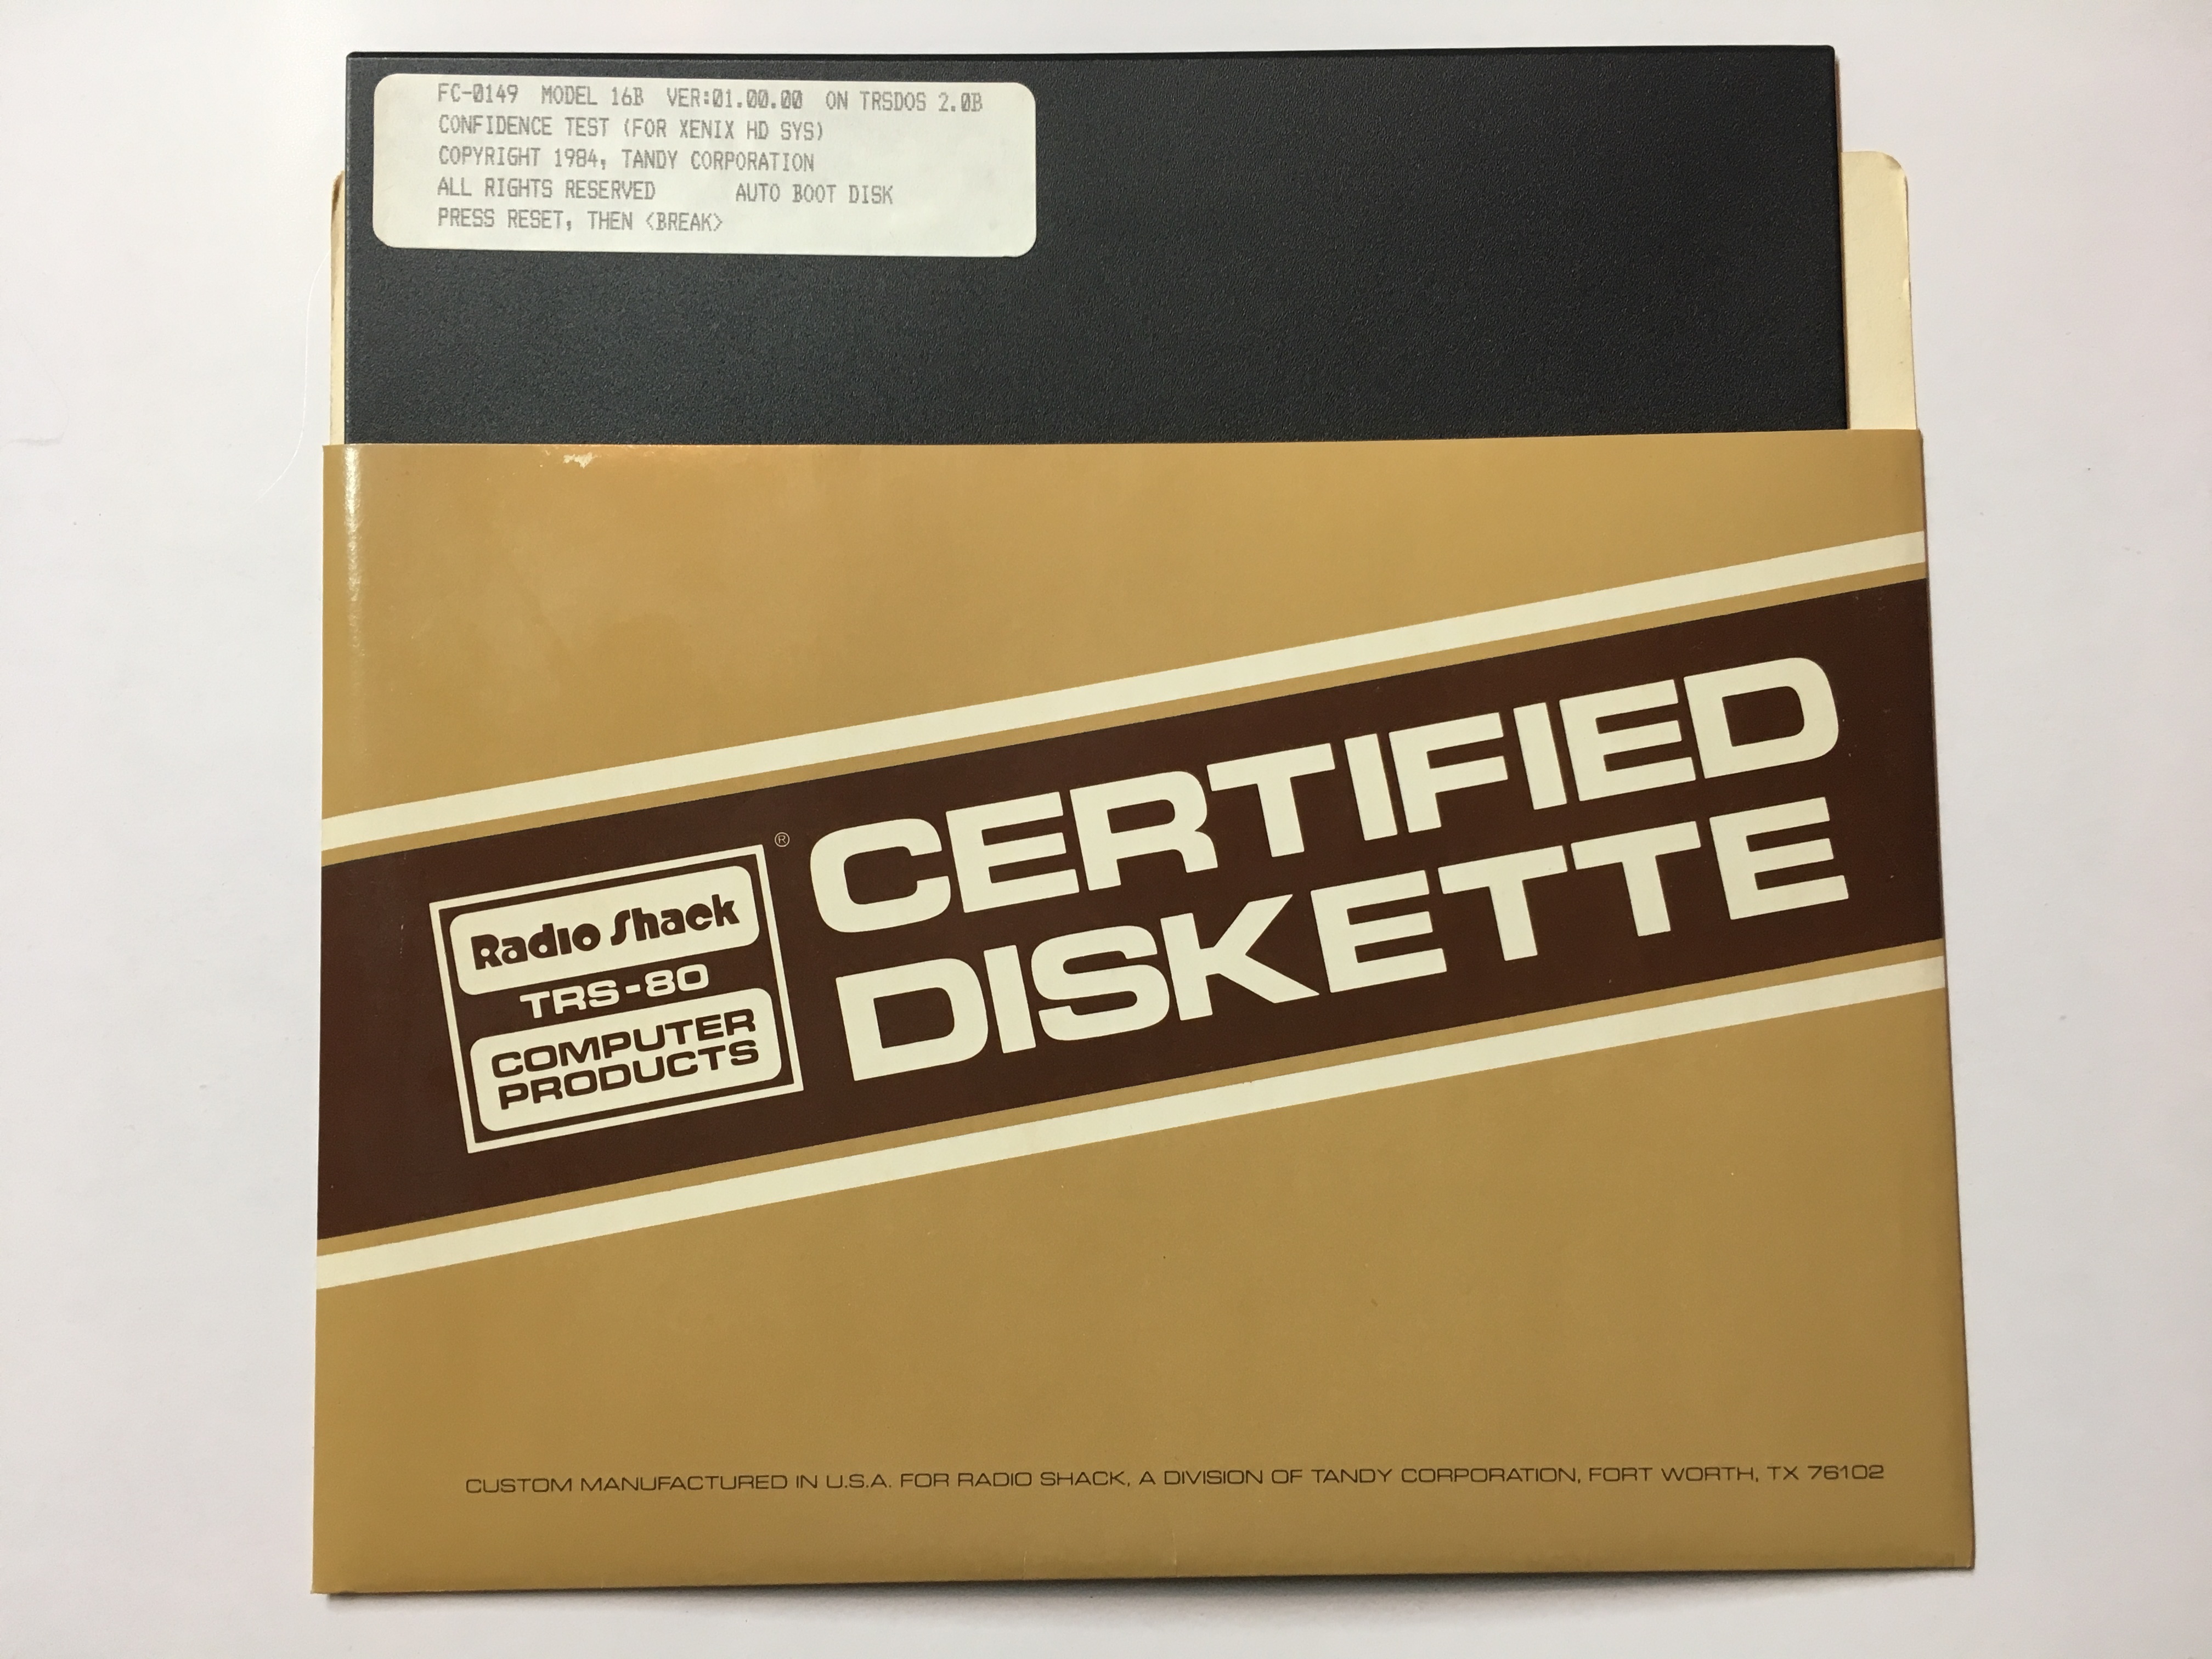 FC-0149 MODEL 16B VER:01.00.00 ON TRSDOS 2.0B
CONFIDENCE TEST (FOR XENIX HD SYS)
COPYRIGHT 1984, TANDY CORPORATION
ALL RIGHTS RESERVED AUTO BOOT DISK
PRESS RESET, THEN <BREAK>
Radio Shack ®
TRS-80
COMPUTER
PRODUCTS
CERTIFIED
DISKETTE
CUSTOM MANUFACTURED IN U.S.A. FOR RADIO SHACK, A DIVISION OF TANDY CORPORATION, FORT WORTH, TX 76102